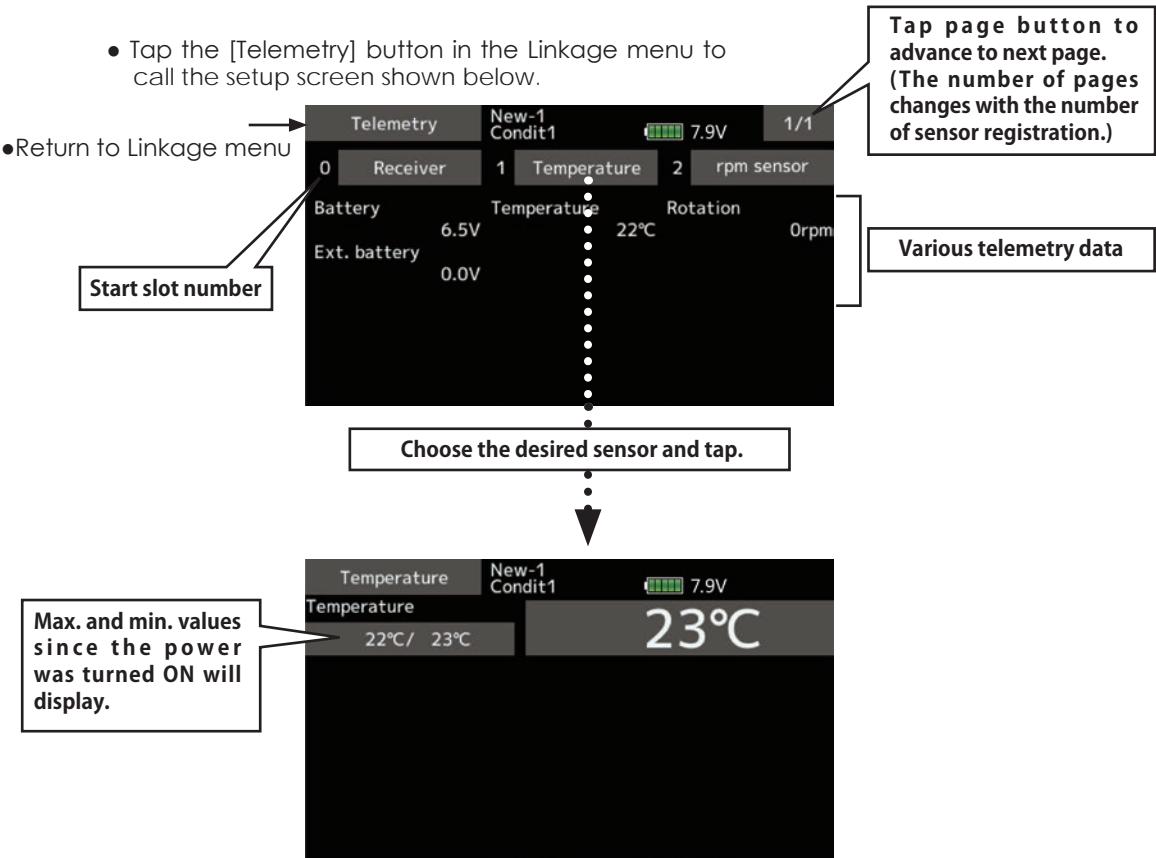 ● Tap the [Telemetry] button in the Linkage menu to
call the setup screen shown below.
Tap page button to
advance to next page.
(The number of pages
changes with the number
of sensor registration.)
●Return to Linkage menu
Telemetry
New-1
Condit1
7.9V
1/1
0 Receiver 1 Temperature 2 rpm sensor
Battery Temperature Rotation
6.5V 22℃ 0rpm
Ext. battery
0.0V
Start slot number
Various telemetry data
Choose the desired sensor and tap.
Temperature
New-1
Condit1
7.9V
Temperature
22℃/ 23℃
23℃
Max. and min. values
since the power
was turned ON will
display.